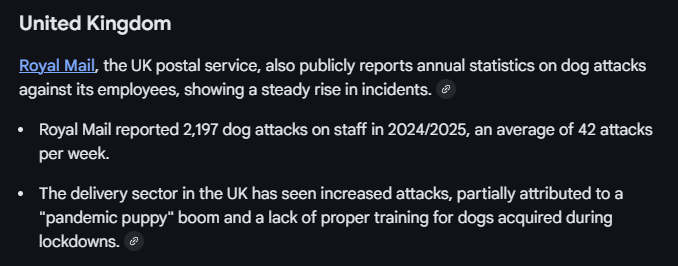 United Kingdom
Royal Mail, the UK postal service, also publicly reports annual statistics on dog attacks
against its employees, showing a steady rise in incidents.
• Royal Mail reported 2,197 dog attacks on staff in 2024/2025, an average of 42 attacks
per week.
• The delivery sector in the UK has seen increased attacks, partially attributed to a
"pandemic puppy" boom and a lack of proper training for dogs acquired during
lockdowns.